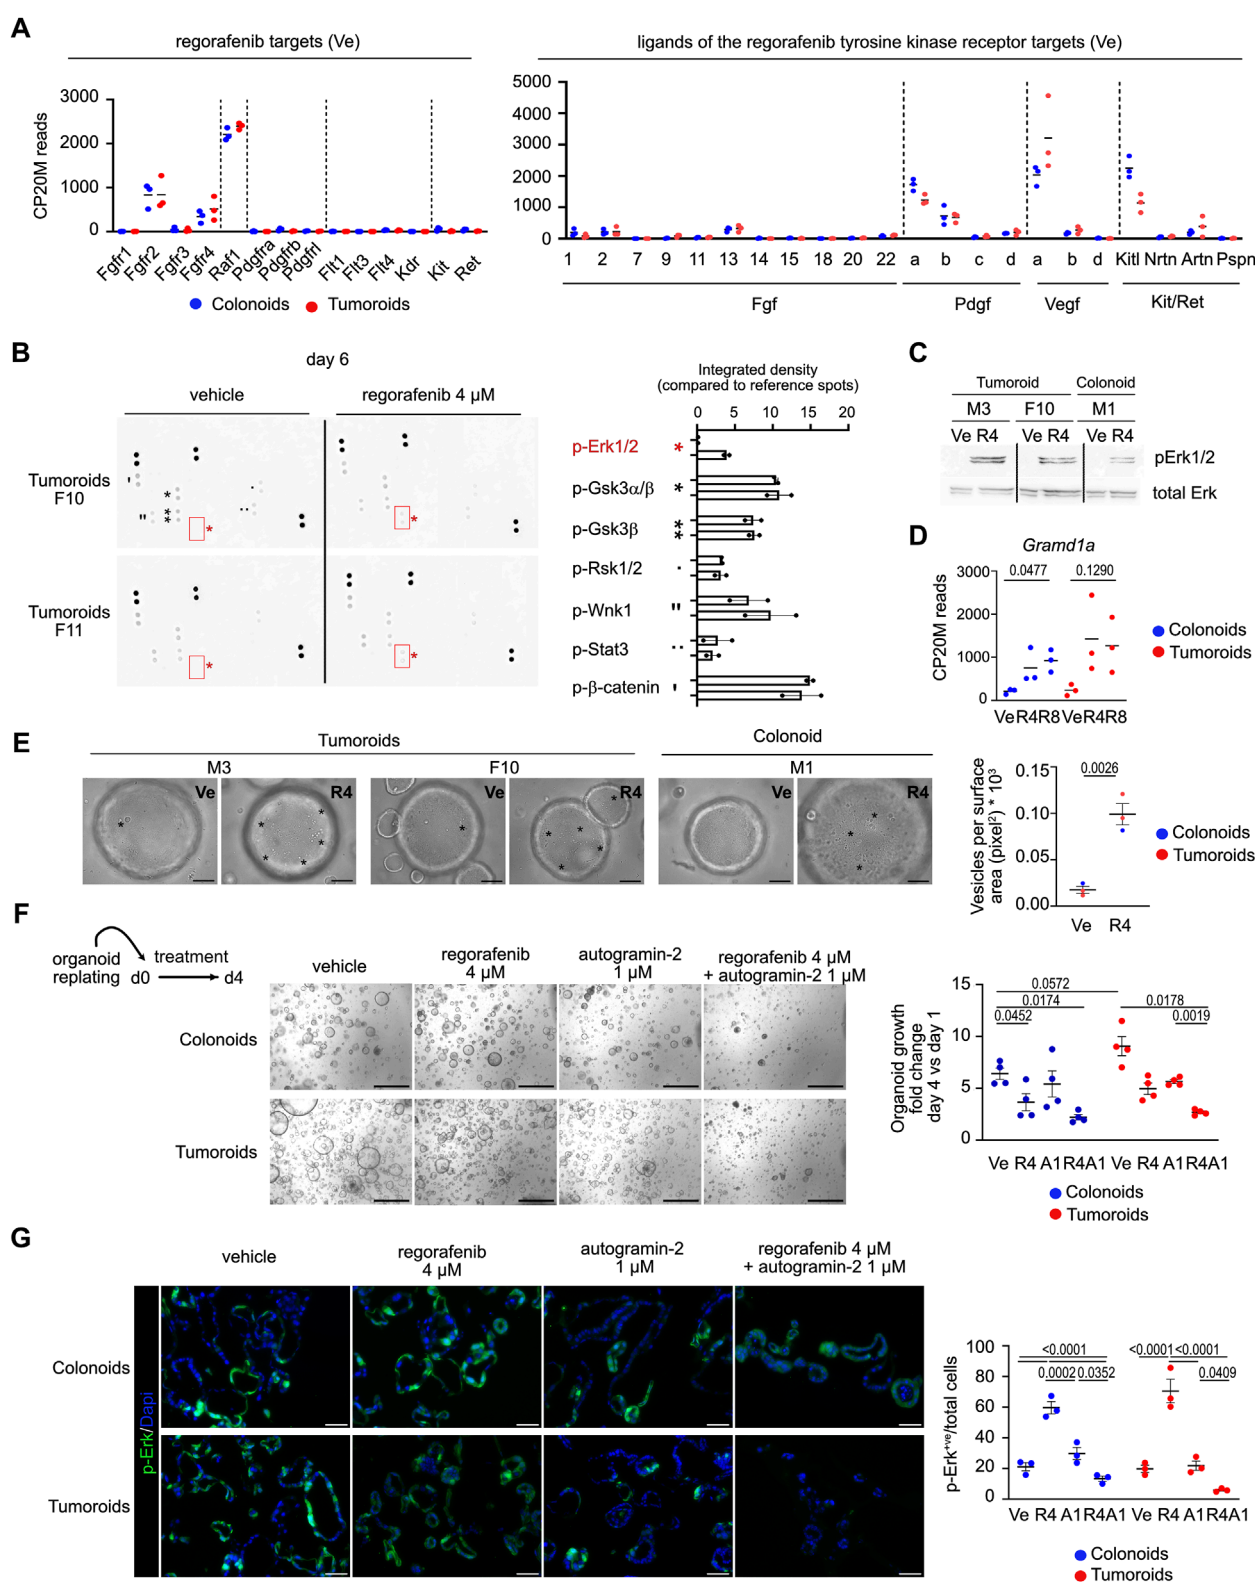 A
regorafenib targets (Ve)
ligands of the regorafenib tyrosine kinase receptor targets (Ve)
CP20M reads
3000
2000
1000
0
Fgfr1 Fgfr2 Fgfr3 Fgfr4 Raf1 Pdgfra Pdgfrb Pdgfrl Flt1 Flt3 Flt4 Kdr Kit Ret
Colonoids Tumoroids
5000
4000
3000
2000
1000
0
1 2 7 9 11 13 14 15 18 20 22 a b c d a b d Kitl Nrtn Artn Pspn
Fgf Pdgf Vegf Kit/Ret
B
day 6
vehicle regorafenib 4 µM
Tumoroids
F10
' " * * * * . .. *
Tumoroids
F11
* *
Integrated density
(compared to reference spots)
0 5 10 15 20
p-Erk1/2 *
p-Gsk3α/β *
p-Gsk3β * *
p-Rsk1/2 .
p-Wnk1 "
p-Stat3 ..
p-β-catenin '
C
Tumoroid Colonoid
M3 F10 M1
Ve R4 Ve R4 Ve R4
pErk1/2
total Erk
D
Gramd1a
0.0477 0.1290
CP20M reads
3000
2000
1000
0
Ve R4 R8 Ve R4 R8
Colonoids
Tumoroids
E
Tumoroids Colonoid
M3 F10 M1
Ve R4 Ve R4 Ve R4
Vesicles per surface
area (pixel²) * 10³
0.15
0.10
0.05
0.00
0.0026
Ve R4
Colonoids
Tumoroids
F
organoid
replating d0 treatment d4
vehicle
regorafenib
4 µM
autogramin-2
1 µM
regorafenib 4 µM
+ autogramin-2 1 µM
Colonoids
Tumoroids
Organoid growth
fold change
day 4 vs day 1
15
10
5
0
0.0572
0.0174 0.0178
0.0452 0.0019
Ve R4 A1 R4A1 Ve R4 A1 R4A1
Colonoids
Tumoroids
G
vehicle
regorafenib
4 µM
autogramin-2
1 µM
regorafenib 4 µM
+ autogramin-2 1 µM
p-Erk/Dapi
Colonoids
Tumoroids
p-Erk+ve/total cells
100
80
60
40
20
0
<0.0001 <0.0001 <0.0001
0.0002 0.0352 0.0409
Ve R4 A1 R4A1 Ve R4 A1 R4A1
Colonoids
Tumoroids